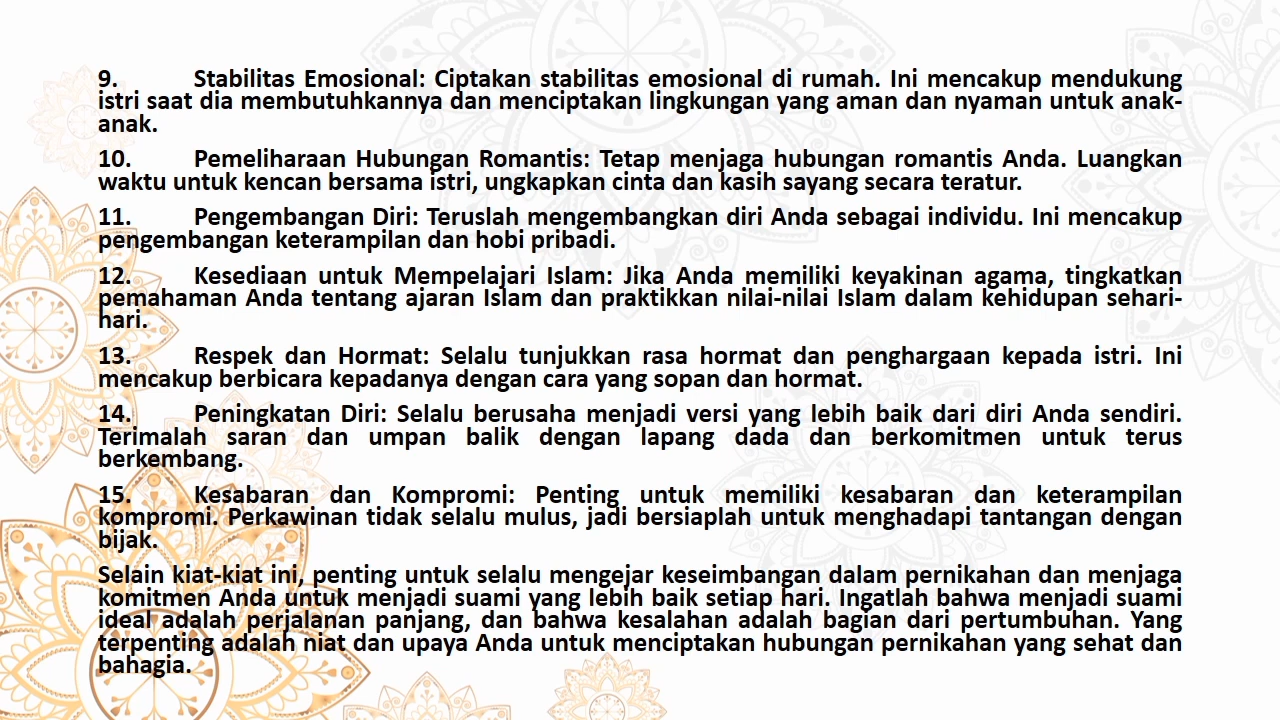 9. Stabilitas Emosional: Ciptakan stabilitas emosional di rumah. Ini mencakup mendukung
istri saat dia membutuhkannya dan menciptakan lingkungan yang aman dan nyaman untuk anak-
anak.
10. Pemeliharaan Hubungan Romantis: Tetap menjaga hubungan romantis Anda. Luangkan
waktu untuk kencan bersama istri, ungkapkan cinta dan kasih sayang secara teratur.
11. Pengembangan Diri: Teruslah mengembangkan diri Anda sebagai individu. Ini mencakup
pengembangan keterampilan dan hobi pribadi.
12. Kesediaan untuk Mempelajari Islam: Jika Anda memiliki keyakinan agama, tingkatkan
pemahaman Anda tentang ajaran Islam dan praktikkan nilai-nilai Islam dalam kehidupan sehari-
hari.
13. Respek dan Hormat: Selalu tunjukkan rasa hormat dan penghargaan kepada istri. Ini
mencakup berbicara kepadanya dengan cara yang sopan dan hormat.
14. Peningkatan Diri: Selalu berusaha menjadi versi yang lebih baik dari diri Anda sendiri.
Terimalah saran dan umpan balik dengan lapang dada dan berkomitmen untuk terus
berkembang.
15. Kesabaran dan Kompromi: Penting untuk memiliki kesabaran dan keterampilan
kompromi. Perkawinan tidak selalu mulus, jadi bersiaplah untuk menghadapi tantangan dengan
bijak.
Selain kiat-kiat ini, penting untuk selalu mengejar keseimbangan dalam pernikahan dan menjaga
komitmen Anda untuk menjadi suami yang lebih baik setiap hari. Ingatlah bahwa menjadi suami
ideal adalah perjalanan panjang, dan bahwa kesalahan adalah bagian dari pertumbuhan. Yang
terpenting adalah niat dan upaya Anda untuk menciptakan hubungan pernikahan yang sehat dan
bahagia.